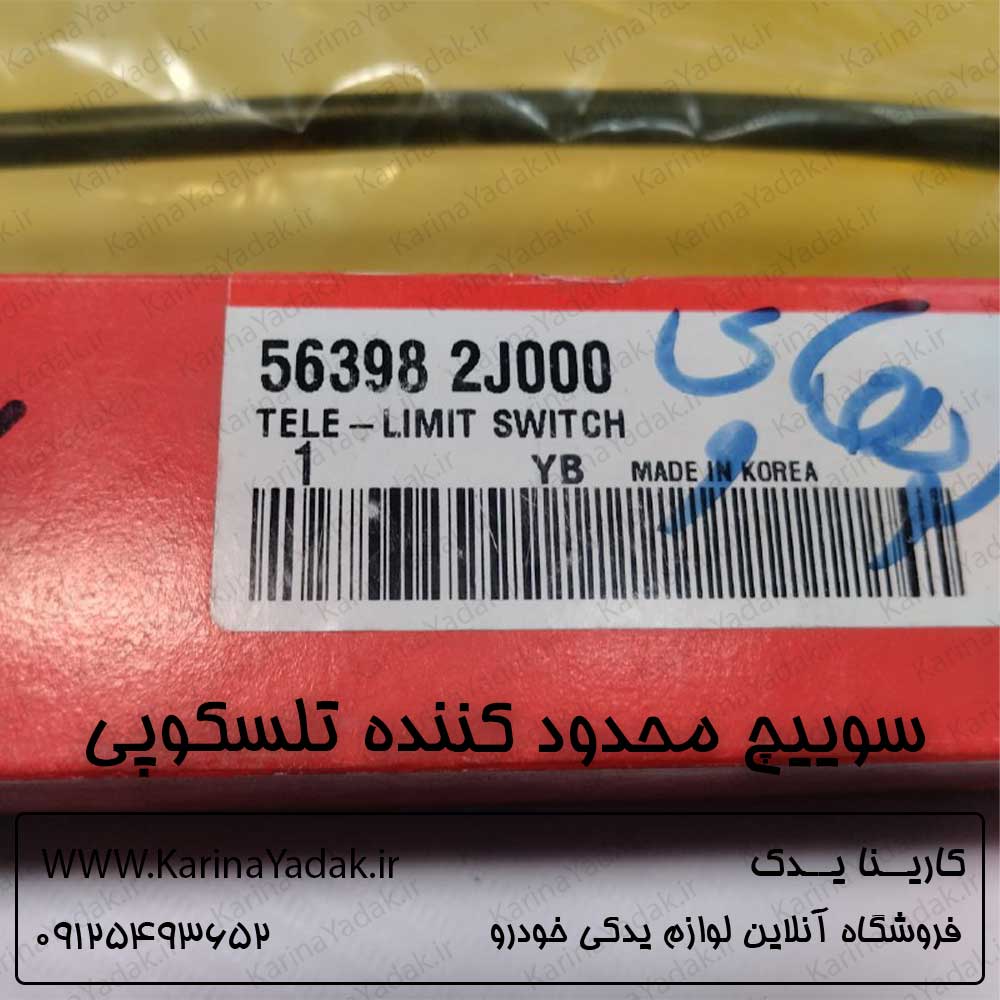 56398 2J000
TELE-LIMIT SWITCH
1 YB MADE IN KOREA
سوییچ محدود کننده تلسکوپی
کارینا یدک WWW.KarinaYadak.ir
فروشگاه آنلاین لوازم یدکی خودرو ۰۹۱۲۵۴۹۳۶۵۲